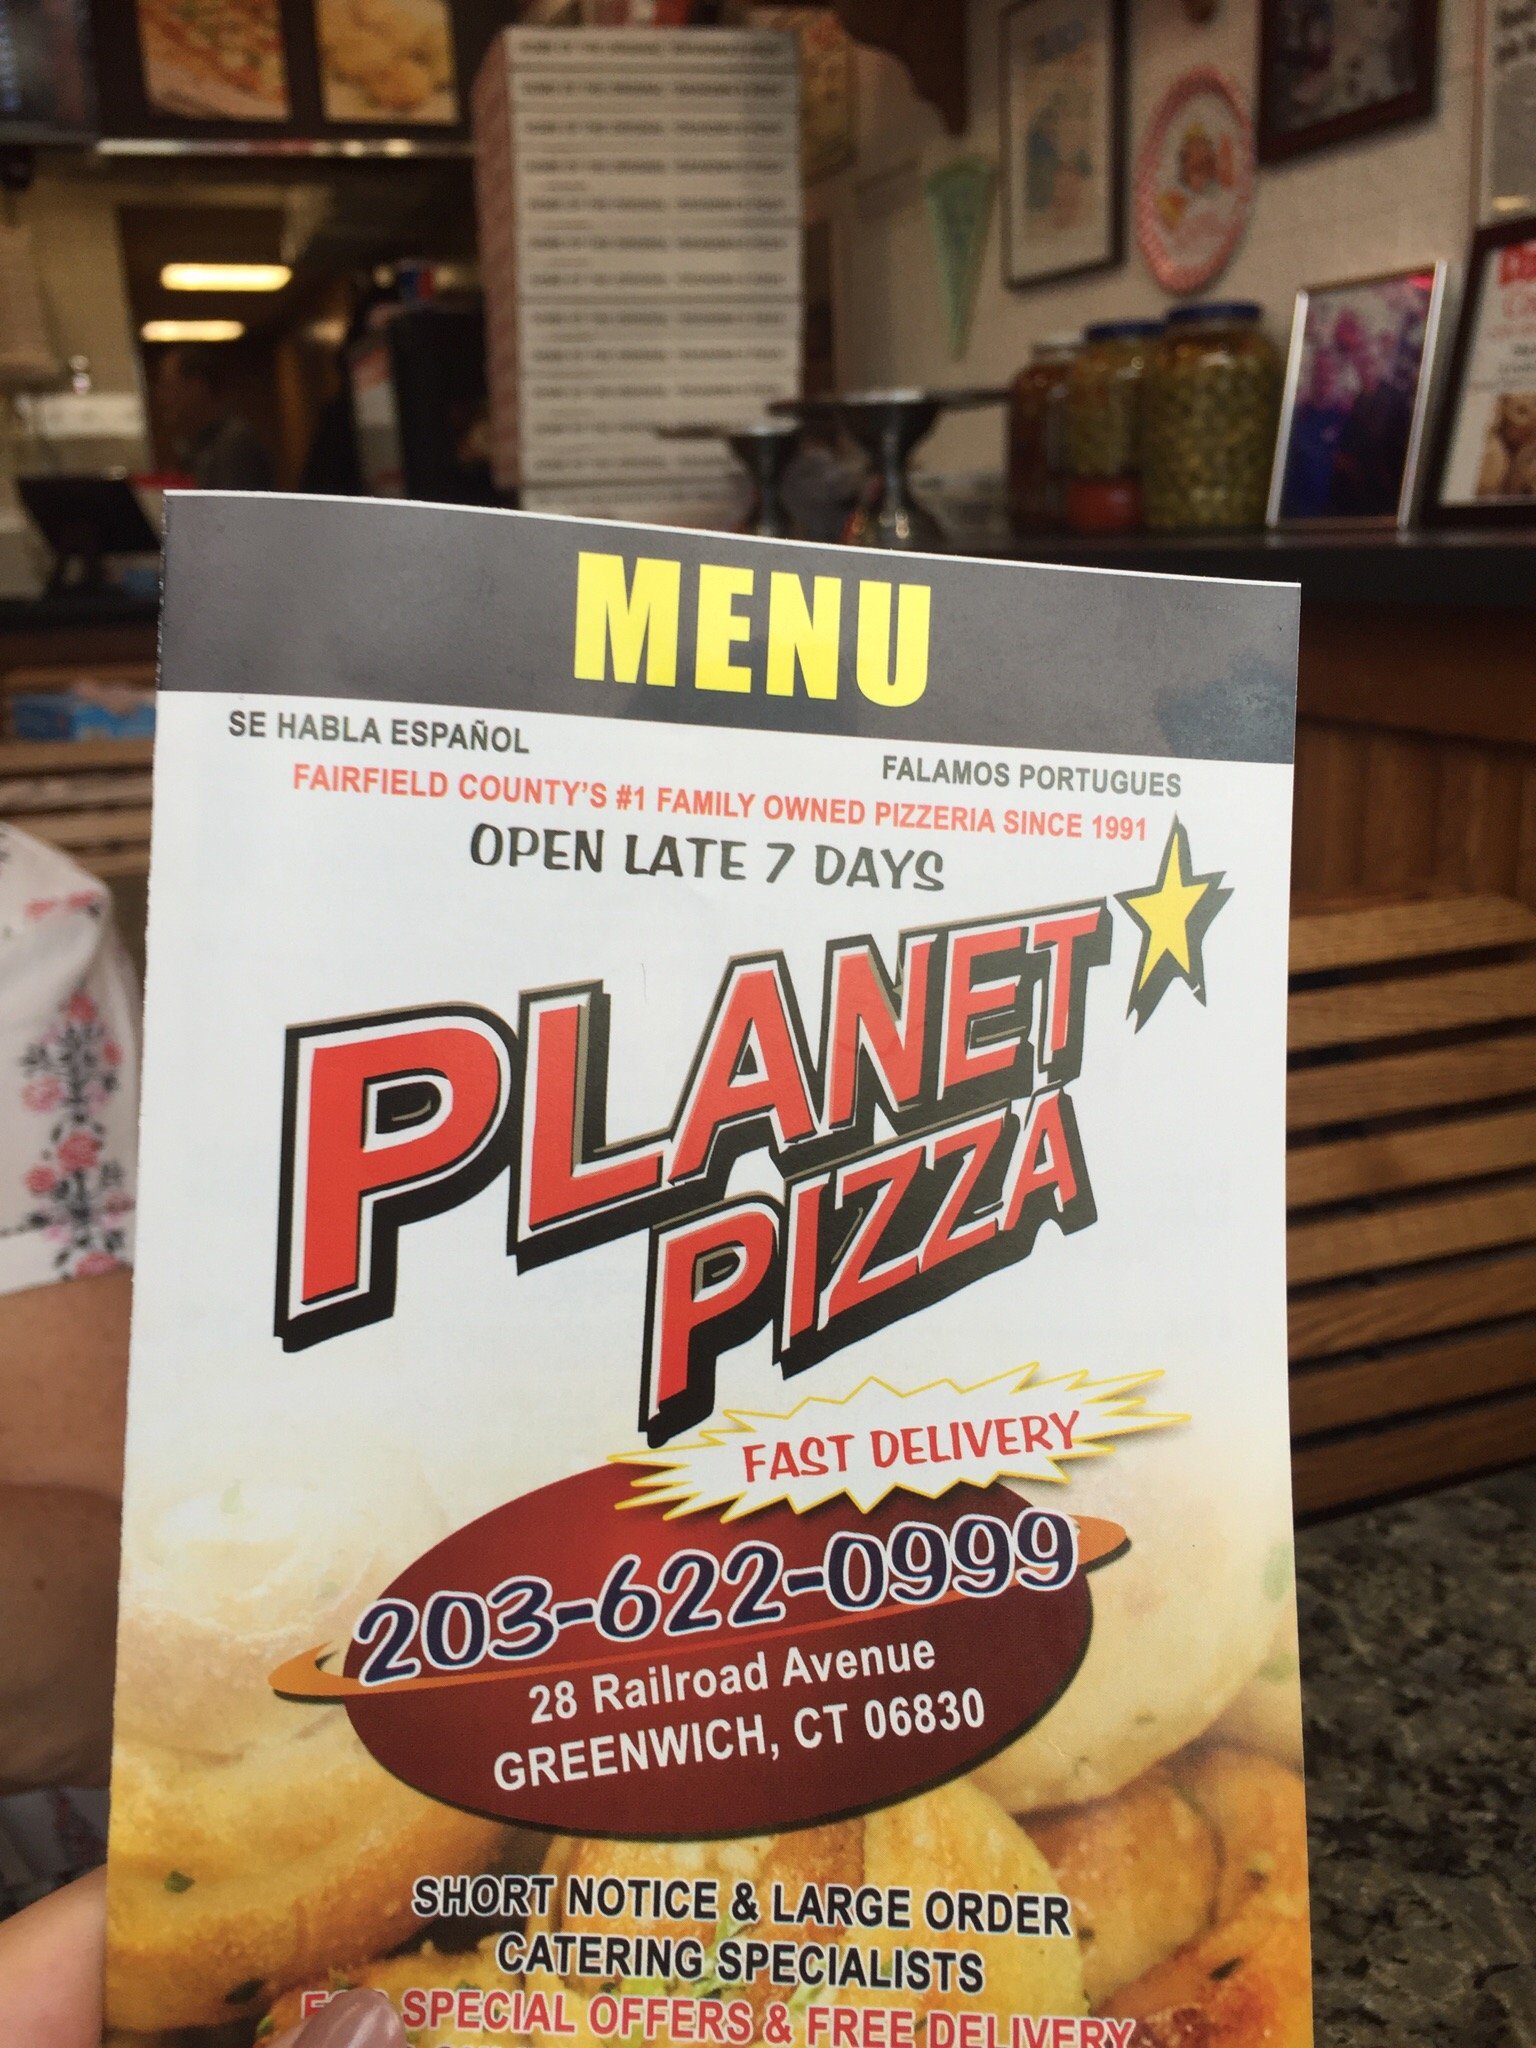 MENU
SE HABLA ESPAÑOL
FALAMOS PORTUGUES
FAIRFIELD COUNTY'S #1 FAMILY OWNED PIZZERIA SINCE 1991
OPEN LATE 7 DAYS
PLANET
PIZZA
FAST DELIVERY
203-622-0999
28 Railroad Avenue
GREENWICH, CT 06830
SHORT NOTICE & LARGE ORDER
CATERING SPECIALISTS
FOR SPECIAL OFFERS & FREE DELIVERY